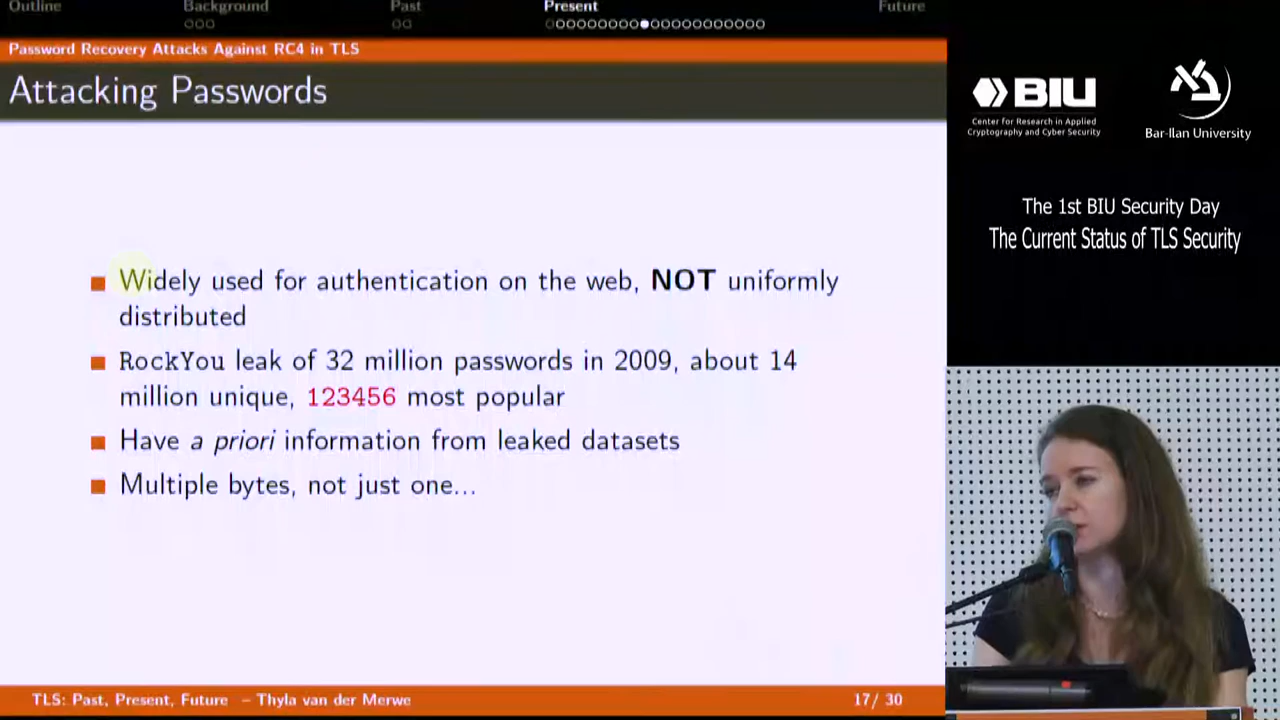 Outline
Background
Past
Present
Future
Password Recovery Attacks Against RC4 in TLS
Attacking Passwords
Widely used for authentication on the web, NOT uniformly
distributed
RockYou leak of 32 million passwords in 2009, about 14
million unique, 123456 most popular
Have a priori information from leaked datasets
Multiple bytes, not just one...
TLS: Past, Present, Future – Thyla van der Merwe
17/ 30
BIU
Center for Research in Applied
Cryptography and Cyber Security
Bar-Ilan University
The 1st BIU Security Day
The Current Status of TLS Security